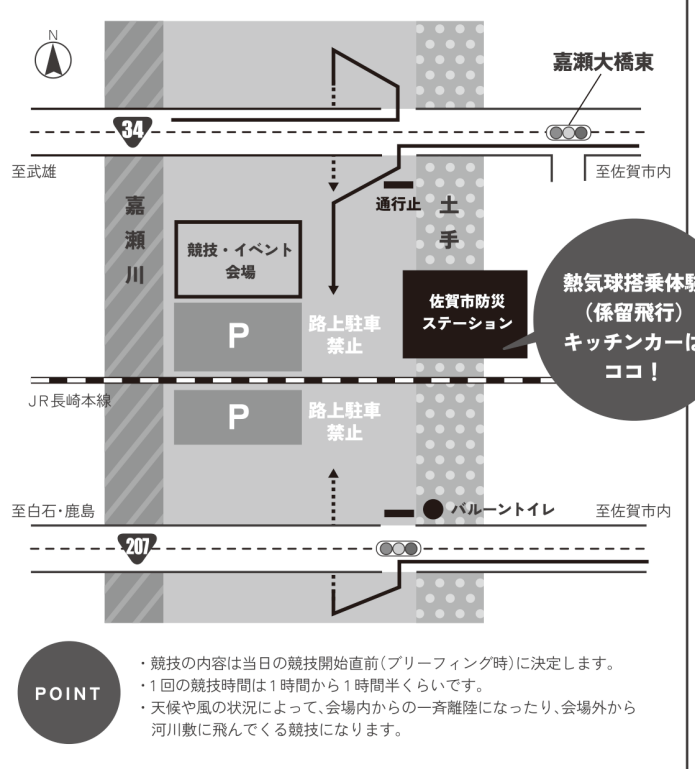 N
嘉瀬大橋東
34
至武雄
至佐賀市内
通行止
嘉瀬川
土手
競技・イベント
会場
佐賀市防災
ステーション
熱気球搭乗体験
（係留飛行）
キッチンカーは
ココ！
P
路上駐車
禁止
JR長崎本線
P
路上駐車
禁止
至白石・鹿島
バルーントイレ
至佐賀市内
207
POINT
・競技の内容は当日の競技開始直前（ブリーフィング時）に決定します。
・1回の競技時間は1時間から1時間半くらいです。
・天候や風の状況によって、会場内からの一斉離陸になったり、会場外から
河川敷に飛んでくる競技になります。